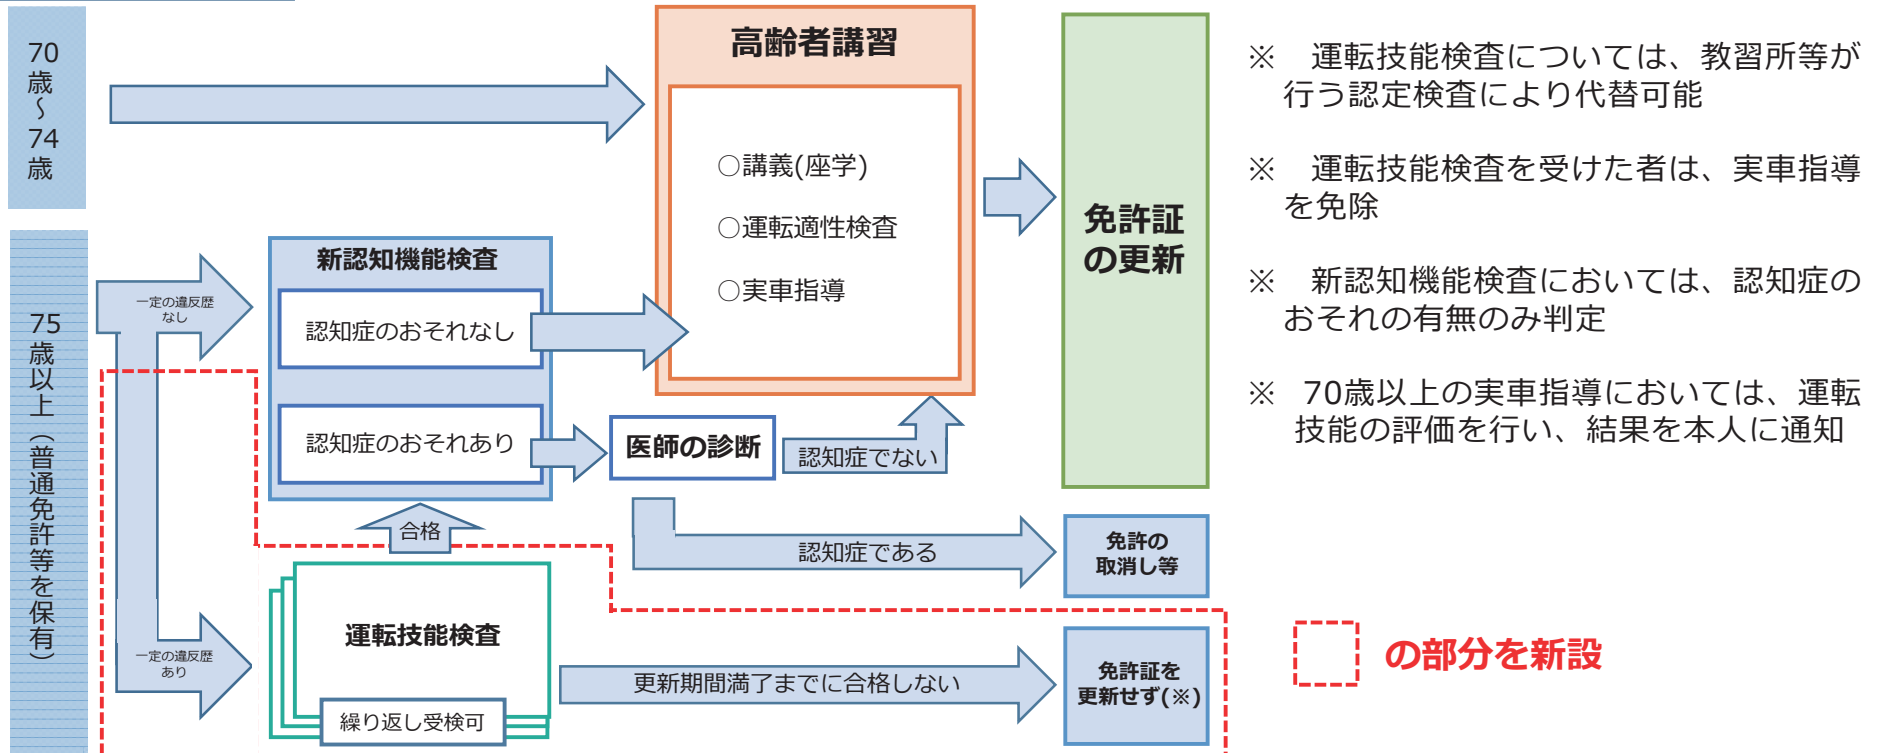 70歳～74歳
高齢者講習
○講義(座学)
○運転適性検査
○実車指導
免許証
の更新
75歳以上（普通免許等を保有）
一定の違反歴
なし
新認知機能検査
認知症のおそれなし
認知症のおそれあり
医師の診断
認知症でない
認知症である
免許の
取消し等
合格
一定の違反歴
あり
運転技能検査
繰り返し受検可
更新期間満了までに合格しない
免許証を
更新せず(※)
※　運転技能検査については、教習所等が
行う認定検査により代替可能
※　運転技能検査を受けた者は、実車指導
を免除
※　新認知機能検査においては、認知症の
おそれの有無のみ判定
※　70歳以上の実車指導においては、運転
技能の評価を行い、結果を本人に通知
の部分を新設